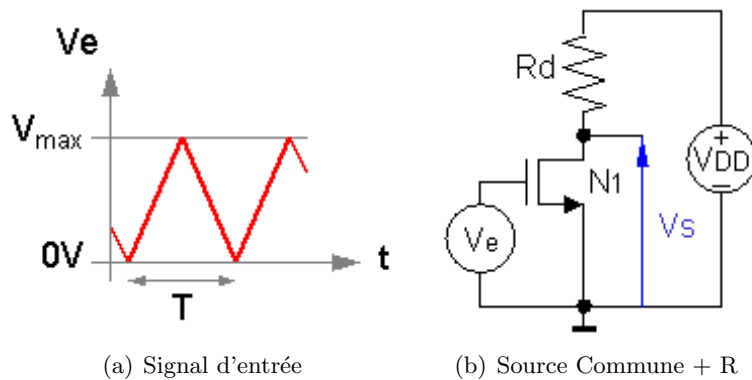 Ve
Vmax
0V
t
T
Rd
N1
Ve
VDD
+
−
Vs
(a) Signal d'entrée
(b) Source Commune + R